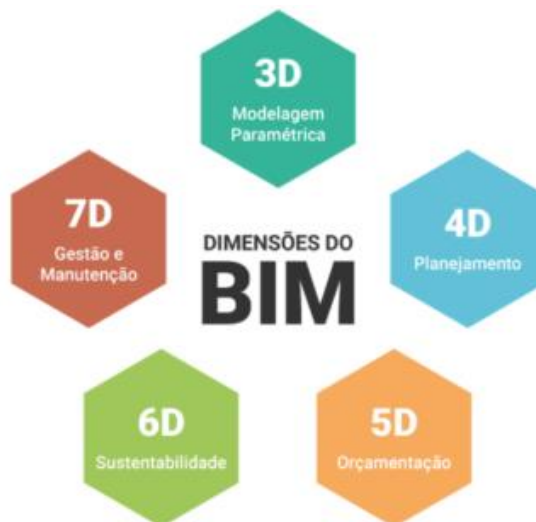 3D
Modelagem
Paramétrica
7D
Gestão e
Manutenção
DIMENSÕES DO
BIM
4D
Planejamento
6D
Sustentabilidade
5D
Orçamentação